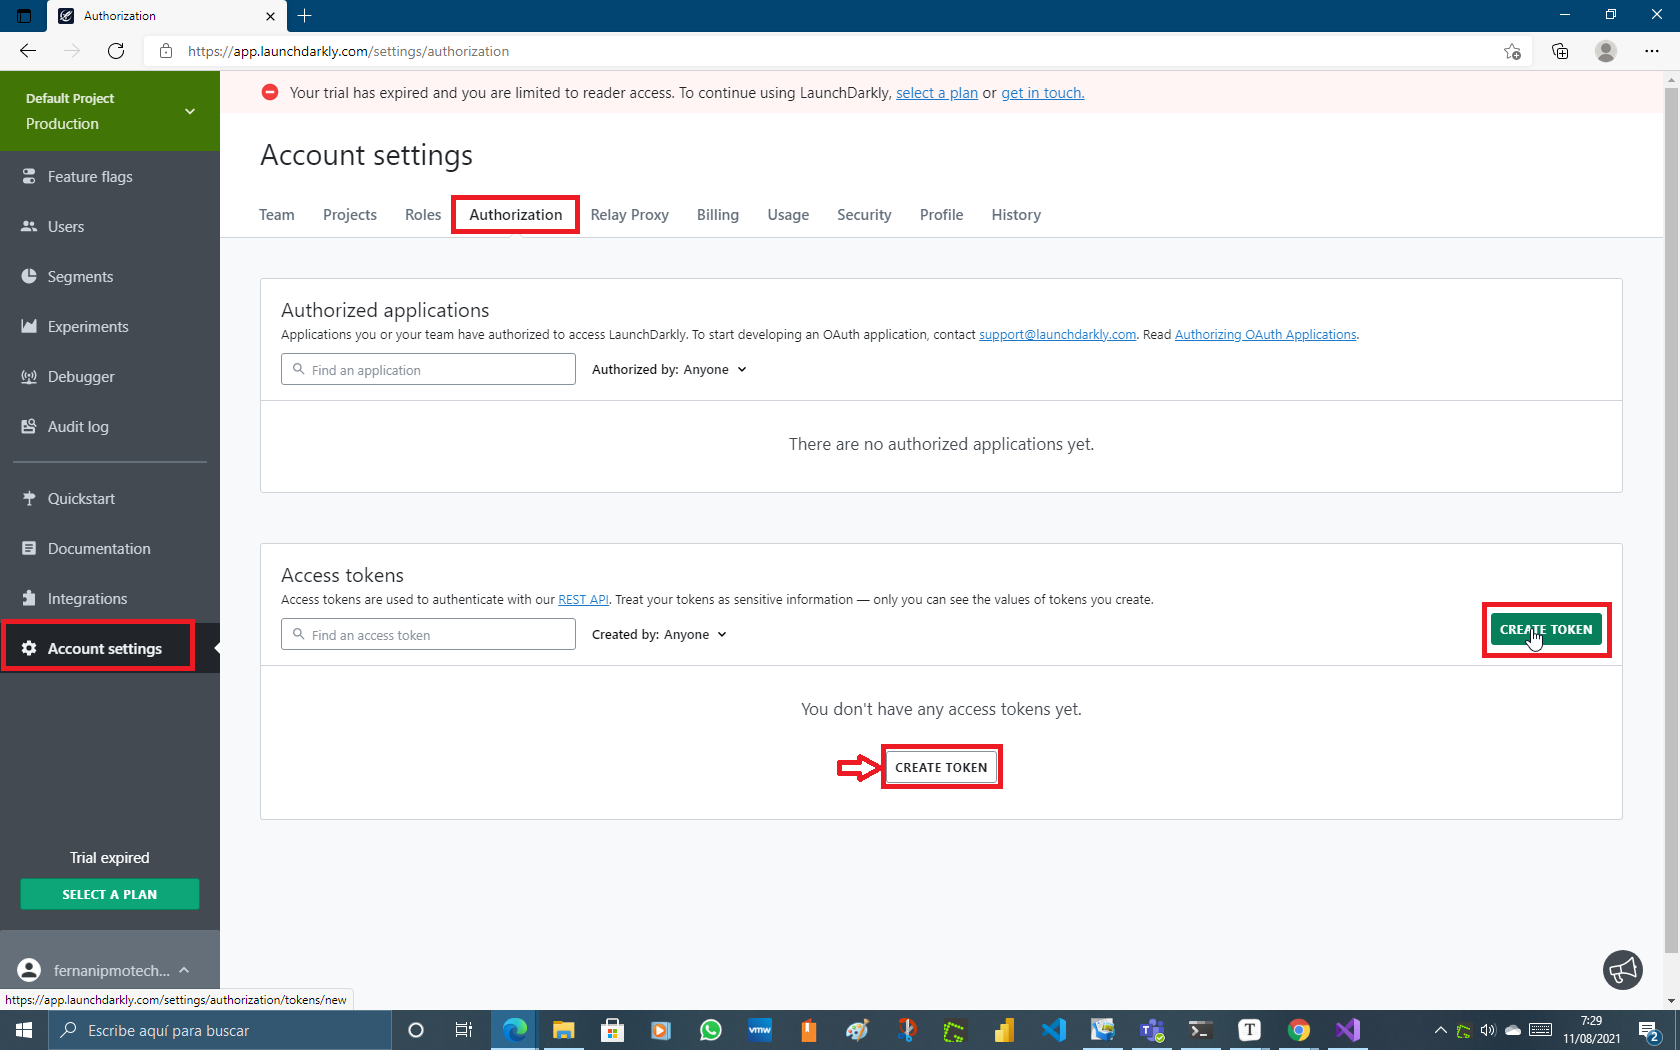 Authorization
https://app.launchdarkly.com/settings/authorization
Default Project
Production
Feature flags
Users
Segments
Experiments
Debugger
Audit log
Quickstart
Documentation
Integrations
Account settings
Trial expired
SELECT A PLAN
fernanipmotech...
Your trial has expired and you are limited to reader access. To continue using LaunchDarkly, select a plan or get in touch.
Account settings
Team Projects Roles Authorization Relay Proxy Billing Usage Security Profile History
Authorized applications
Applications you or your team have authorized to access LaunchDarkly. To start developing an OAuth application, contact support@launchdarkly.com. Read Authorizing OAuth Applications.
Find an application Authorized by: Anyone
There are no authorized applications yet.
Access tokens
Access tokens are used to authenticate with our REST API. Treat your tokens as sensitive information — only you can see the values of tokens you create.
Find an access token Created by: Anyone
CREATE TOKEN
You don't have any access tokens yet.
CREATE TOKEN
https://app.launchdarkly.com/settings/authorization/tokens/new
Escribe aquí para buscar
vmw
T
7:29
11/08/2021
2